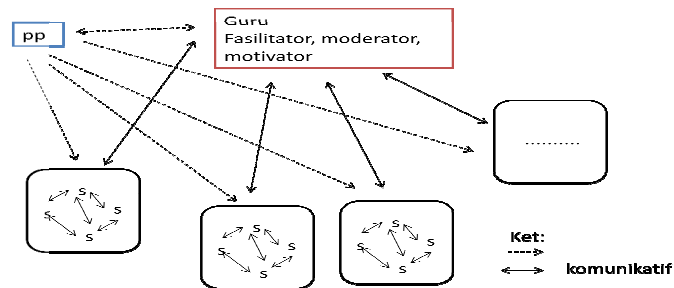 pp
Guru
Fasilitator, moderator,
motivator
..........
s
s s
s
s
s s
s
s
s s
s
Ket:
komunikatif